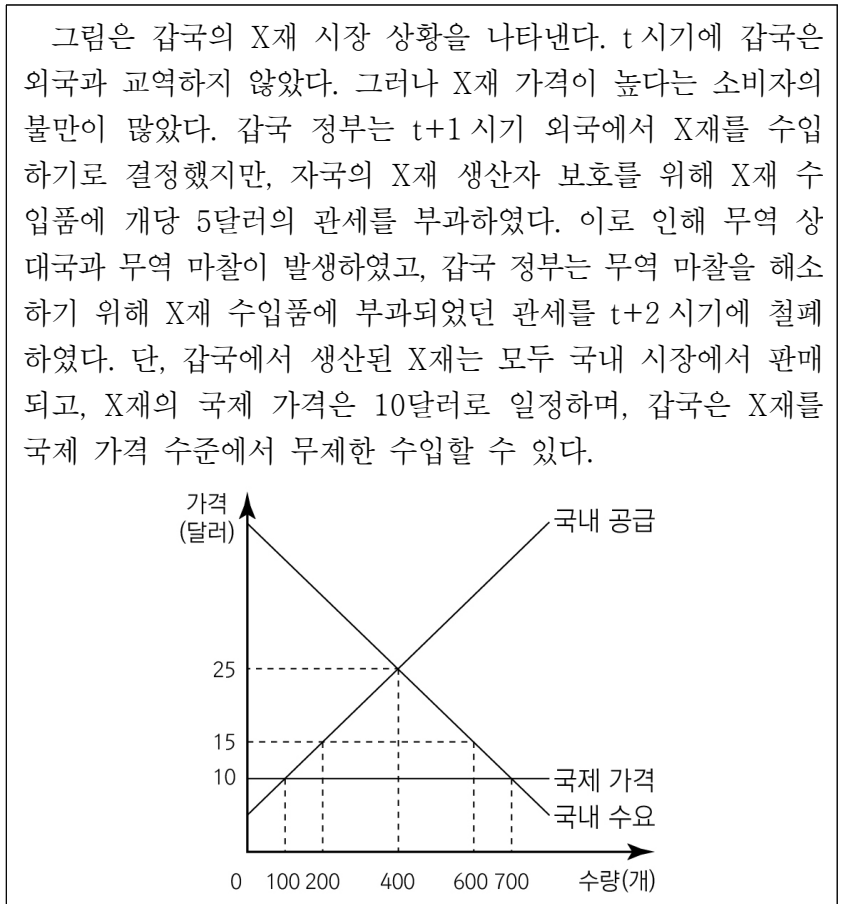 그림은 갑국의 X재 시장 상황을 나타낸다. t시기에 갑국은
외국과 교역하지 않았다. 그러나 X재 가격이 높다는 소비자의
불만이 많았다. 갑국 정부는 t+1시기 외국에서 X재를 수입
하기로 결정했지만, 자국의 X재 생산자 보호를 위해 X재 수
입품에 개당 5달러의 관세를 부과하였다. 이로 인해 무역 상
대국과 무역 마찰이 발생하였고, 갑국 정부는 무역 마찰을 해소
하기 위해 X재 수입품에 부과되었던 관세를 t+2시기에 철폐
하였다. 단, 갑국에서 생산된 X재는 모두 국내 시장에서 판매
되고, X재의 국제 가격은 10달러로 일정하며, 갑국은 X재를
국제 가격 수준에서 무제한 수입할 수 있다.
가격
(달러)
국내 공급
25
15
10
국제 가격
국내 수요
0 100 200 400 600 700 수량(개)